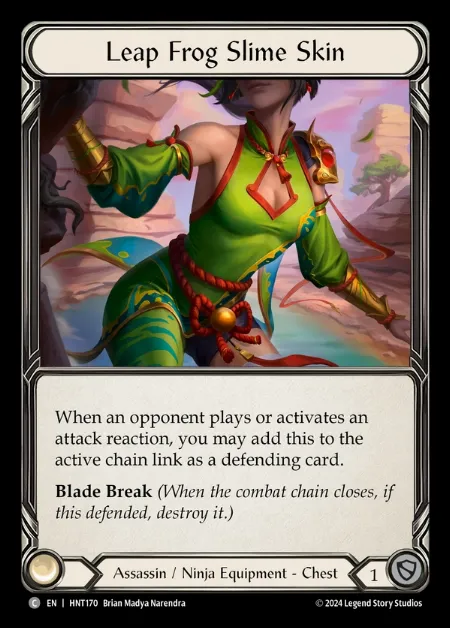 Leap Frog Slime Skin
When an opponent plays or activates an
attack reaction, you may add this to the
active chain link as a defending card.
Blade Break (When the combat chain closes, if
this defended, destroy it.)
Assassin / Ninja Equipment - Chest 1
C EN | HNT170 Brian Madya Narendra © 2024 Legend Story Studios